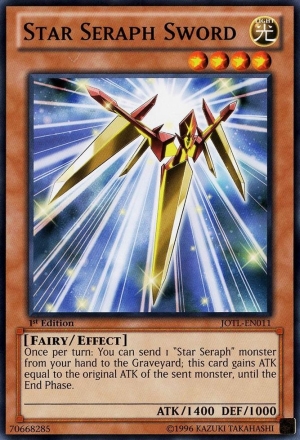 STAR SERAPH SWORD
LIGHT
光
1st Edition
JOTL-EN011
[FAIRY/EFFECT]
Once per turn: You can send 1 "Star Seraph" monster
from your hand to the Graveyard; this card gains ATK
equal to the original ATK of the sent monster, until the
End Phase.
ATK/1400 DEF/1000
70668285
©1996 KAZUKI TAKAHASHI